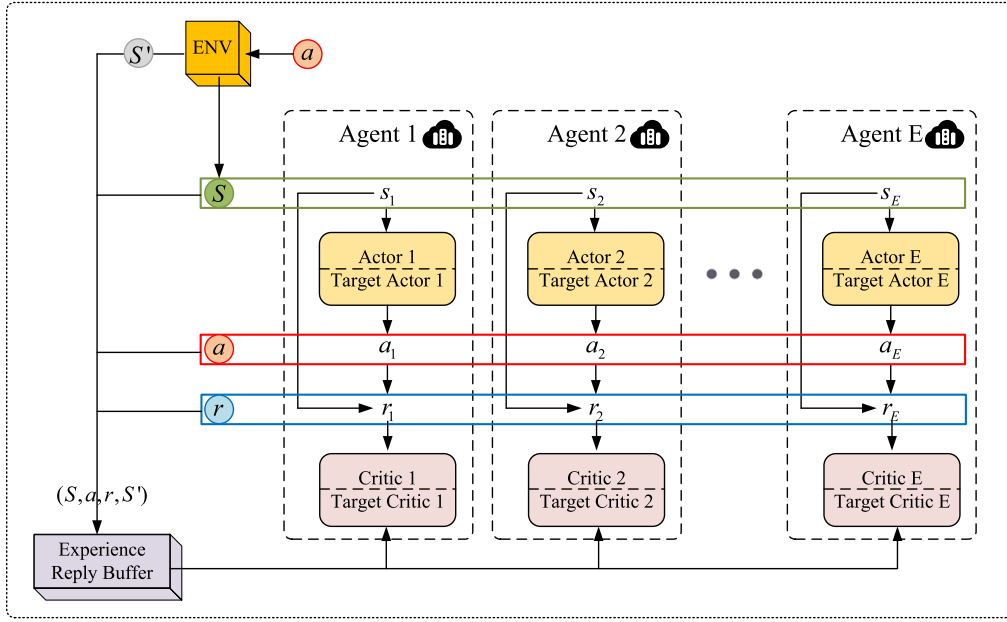 S'
ENV
a
Agent 1
Agent 2
Agent E
S
s1
s2
sE
Actor 1
Target Actor 1
Actor 2
Target Actor 2
Actor E
Target Actor E
a
a1
a2
aE
r
r1
r2
rE
Critic 1
Target Critic 1
Critic 2
Target Critic 2
Critic E
Target Critic E
(S,a,r,S')
Experience
Reply Buffer